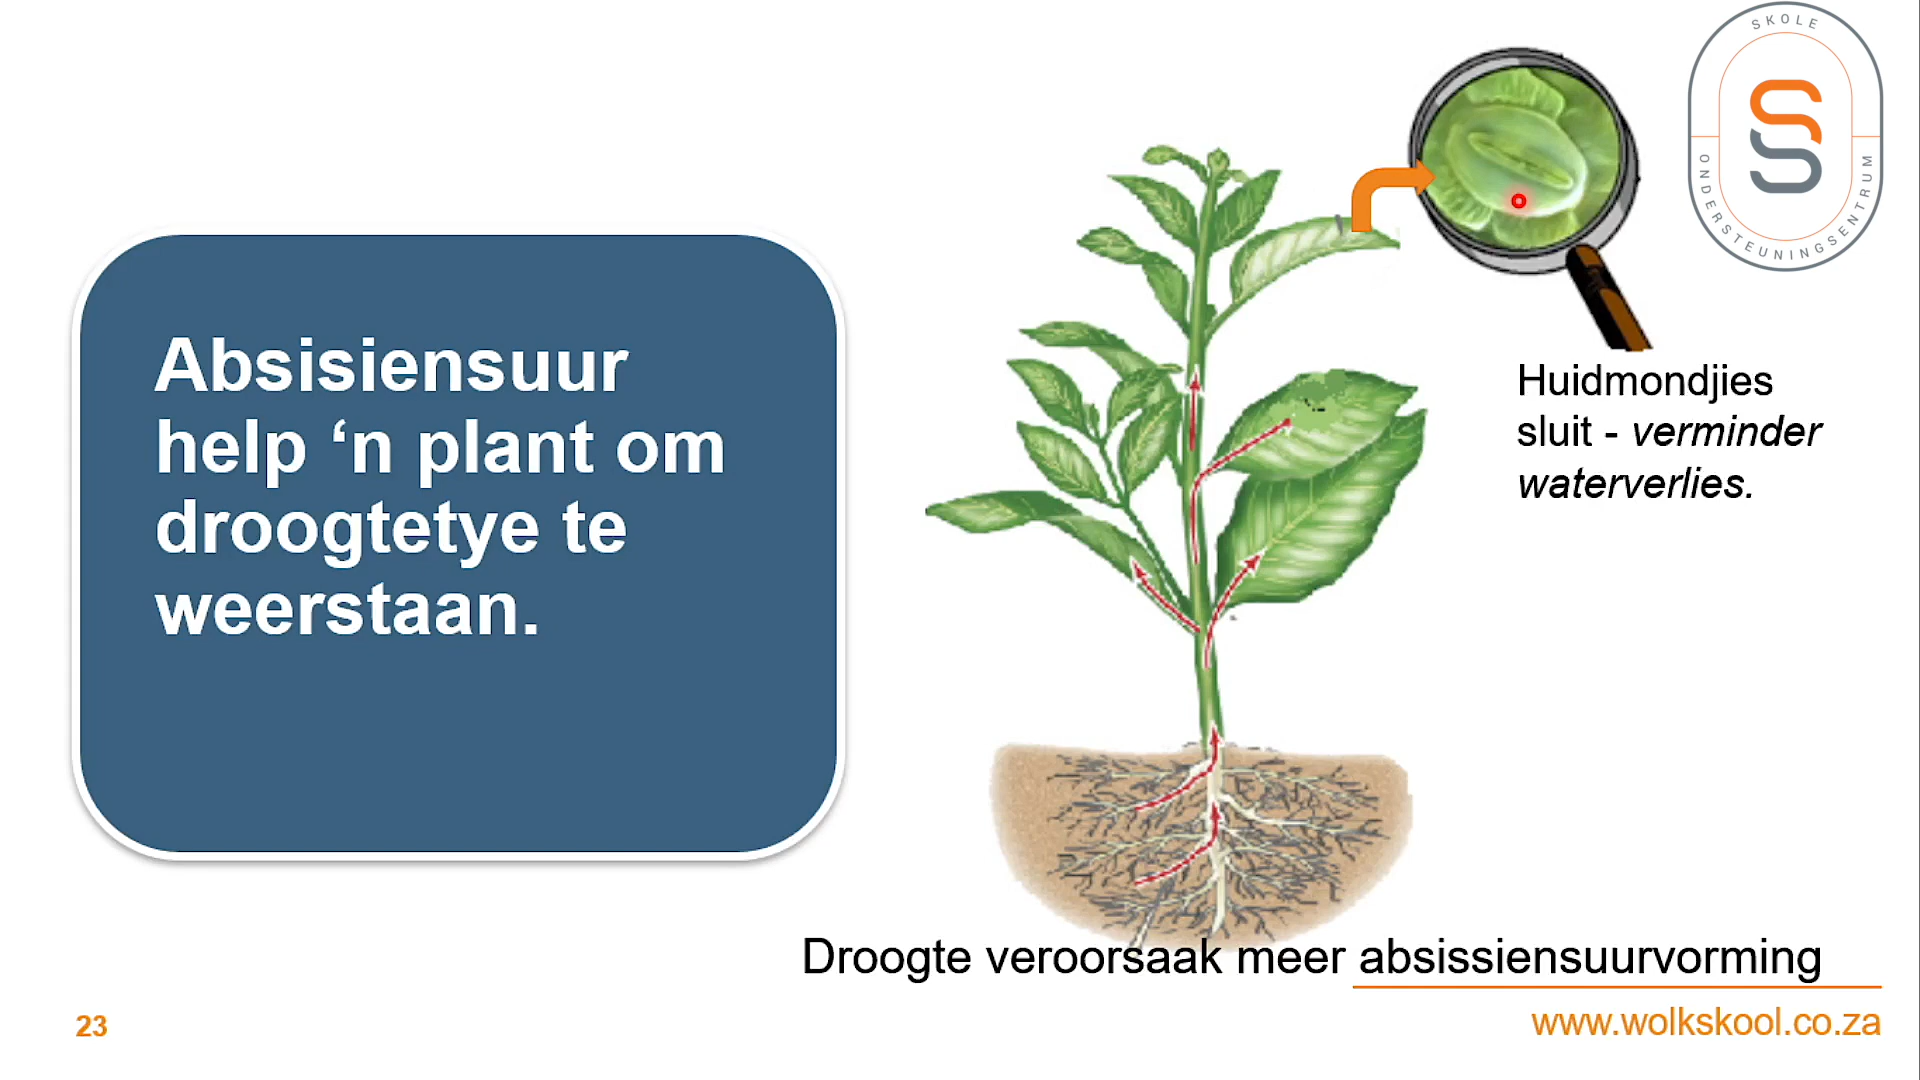 SKOLE
ONDERSTEUNINGSENTRUM
Absisiensuur
help ‘n plant om
droogtetye te
weerstaan.
Huidmondjies
sluit - verminder
waterverlies.
Droogte veroorsaak meer absissiensuurvorming
23
www.wolkskool.co.za